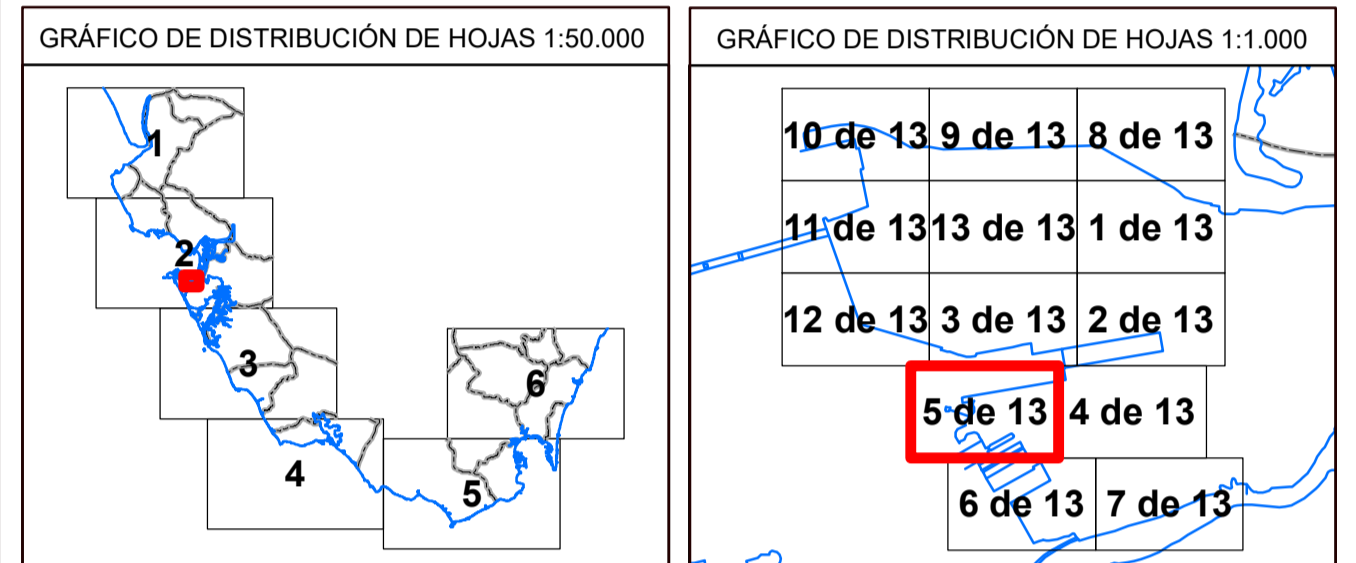 GRÁFICO DE DISTRIBUCIÓN DE HOJAS 1:50.000
1
2
3
4
5
6
GRÁFICO DE DISTRIBUCIÓN DE HOJAS 1:1.000
10 de 13 9 de 13 8 de 13
11 de 13 13 de 13 1 de 13
12 de 13 3 de 13 2 de 13
5 de 13 4 de 13
6 de 13 7 de 13